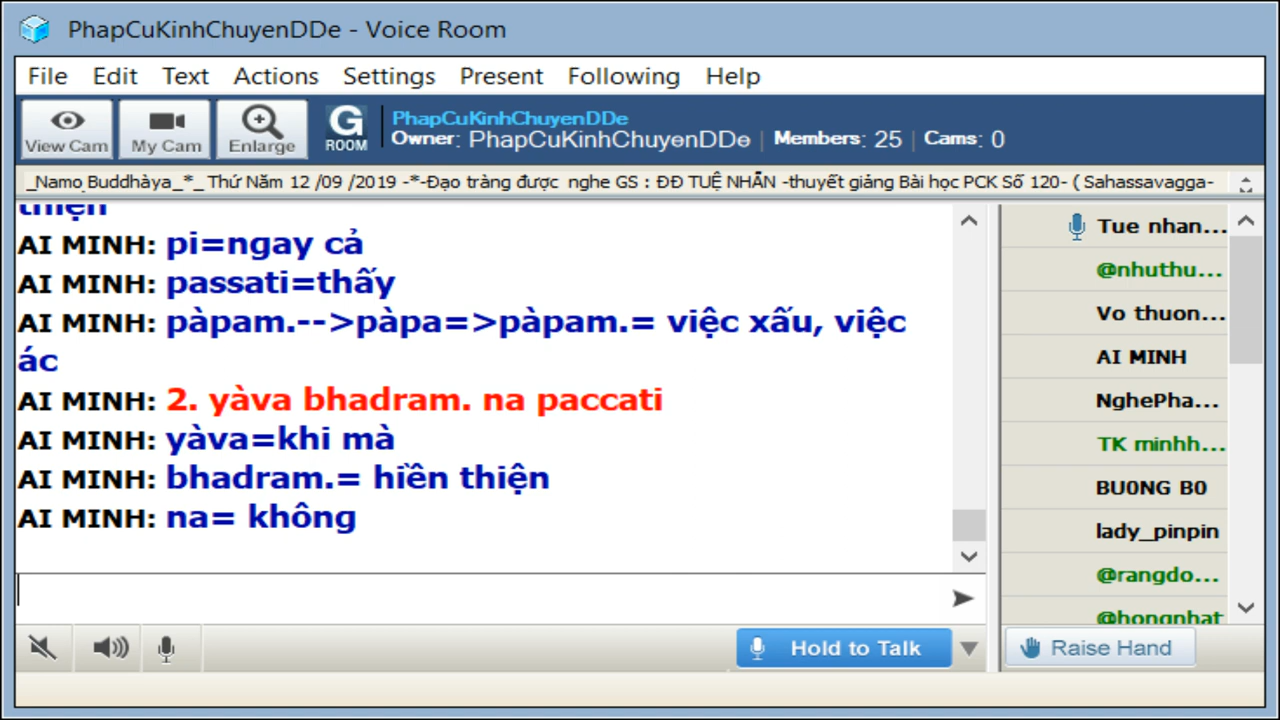 PhapCuKinhChuyenDDe - Voice Room
File Edit Text Actions Settings Present Following Help
View Cam My Cam Enlarge G ROOM
PhapCuKinhChuyenDDe
Owner: PhapCuKinhChuyenDDe | Members: 25 | Cams: 0
_Namo_Buddhàya_*_ Thứ Năm 12 /09 /2019 -*-Đạo tràng được nghe GS : ĐĐ TUỆ NHẪN -thuyết giảng Bài học PCK Số 120- ( Sahassavagga-
thiện
AI MINH: pi=ngay cả
AI MINH: passati=thấy
AI MINH: pàpam.-->pàpa=>pàpam.= việc xấu, việc
ác
AI MINH: 2. yàva bhadram. na paccati
AI MINH: yàva=khi mà
AI MINH: bhadram.= hiền thiện
AI MINH: na= không
Tue nhan...
@nhuthu...
Vo thuon...
AI MINH
NghePha...
TK minhh...
BU0NG B0
lady_pinpin
@rangdo...
@hongnhat
Hold to Talk
Raise Hand